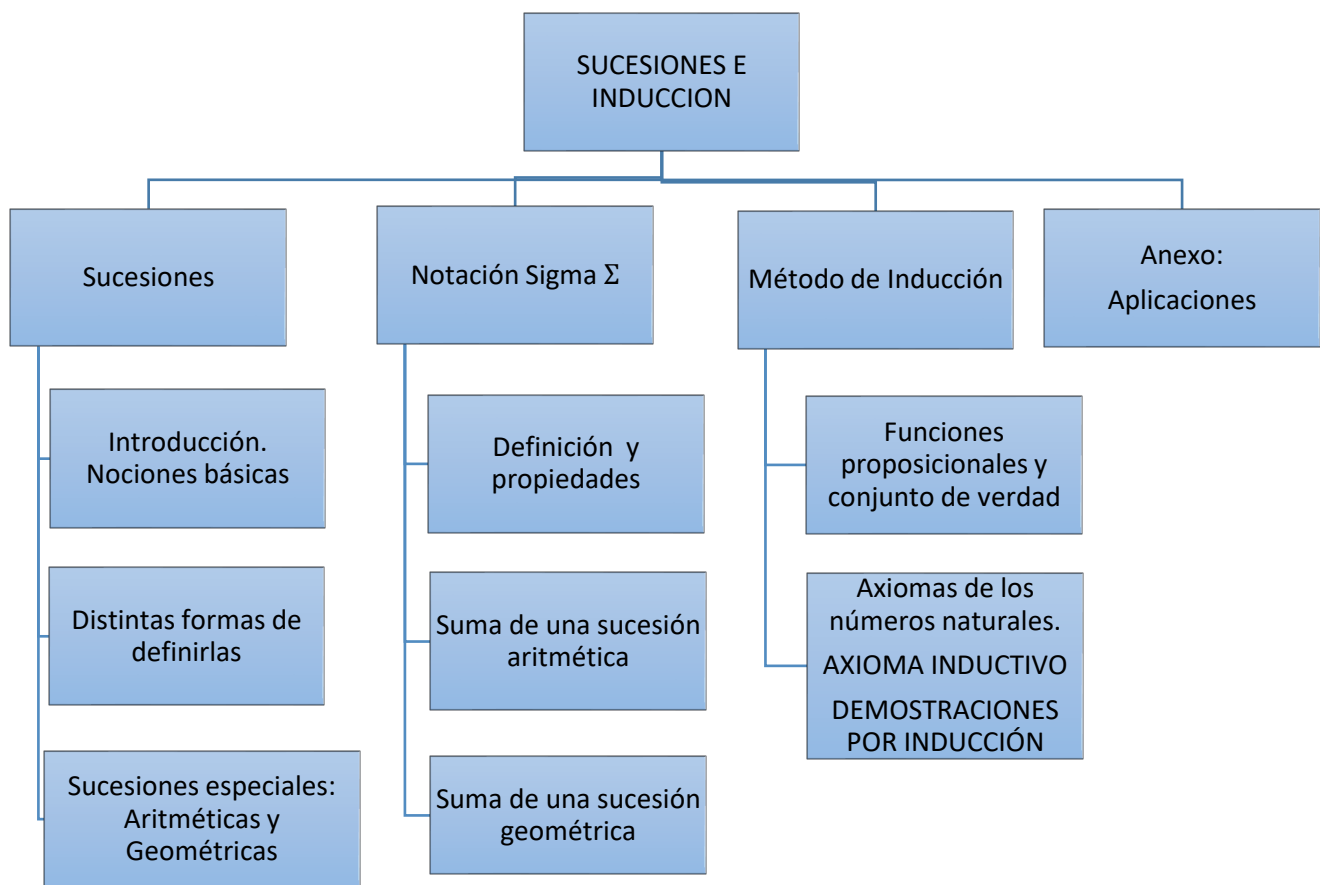 SUCESIONES E
INDUCCION
Sucesiones
Introducción.
Nociones básicas
Distintas formas de
definirlas
Sucesiones especiales:
Aritméticas y
Geométricas
Notación Sigma Σ
Definición y
propiedades
Suma de una sucesión
aritmética
Suma de una sucesión
geométrica
Método de Inducción
Funciones
proposicionales y
conjunto de verdad
Axiomas de los
números naturales.
AXIOMA INDUCTIVO
DEMOSTRACIONES
POR INDUCCIÓN
Anexo:
Aplicaciones